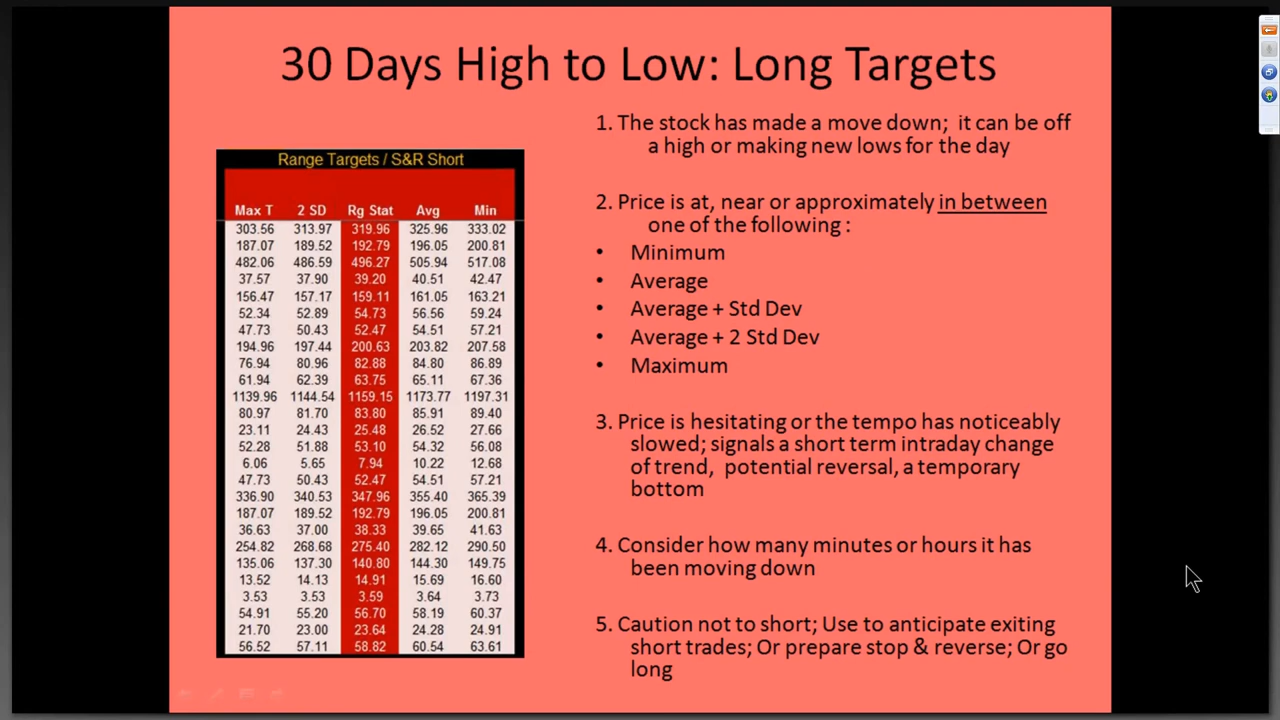 30 Days High to Low: Long Targets
Range Targets / S&R Short
Max T 2 SD Rg Stat Avg Min
303.56 313.97 319.96 325.96 333.02
187.07 189.52 192.79 196.05 200.81
482.06 486.59 496.27 505.94 517.08
37.57 37.90 39.20 40.51 42.47
156.47 157.17 159.11 161.05 163.21
52.34 52.89 54.73 56.56 59.24
47.73 50.43 52.47 54.51 57.21
194.96 197.44 200.63 203.82 207.58
76.94 80.96 82.88 84.80 86.89
61.94 62.39 63.75 65.11 67.36
1139.96 1144.54 1159.15 1173.77 1197.31
80.97 81.70 83.80 85.91 89.40
23.11 24.43 25.48 26.52 27.66
52.28 51.88 53.10 54.32 56.08
6.06 5.65 7.94 10.22 12.68
47.73 50.43 52.47 54.51 57.21
336.90 340.53 347.96 355.40 365.39
187.07 189.52 192.79 196.05 200.81
36.63 37.00 38.33 39.65 41.63
254.82 268.68 275.40 282.12 290.50
135.06 137.30 140.80 144.30 149.75
13.52 14.13 14.91 15.69 16.60
3.53 3.53 3.59 3.64 3.73
54.91 55.20 56.70 58.19 60.37
21.70 23.00 23.64 24.28 24.91
56.52 57.11 58.82 60.54 63.61
1. The stock has made a move down; it can be off
a high or making new lows for the day
2. Price is at, near or approximately in between
one of the following :
• Minimum
• Average
• Average + Std Dev
• Average + 2 Std Dev
• Maximum
3. Price is hesitating or the tempo has noticeably
slowed; signals a short term intraday change
of trend, potential reversal, a temporary
bottom
4. Consider how many minutes or hours it has
been moving down
5. Caution not to short; Use to anticipate exiting
short trades; Or prepare stop & reverse; Or go
long